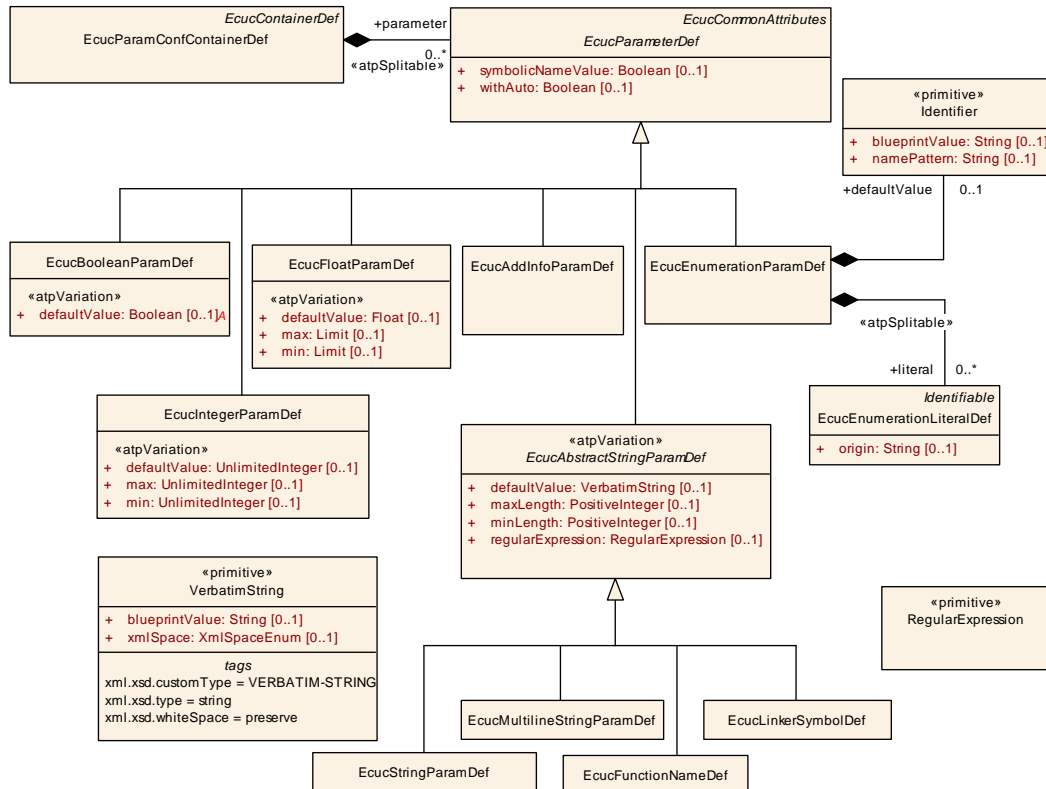 EcucContainerDef
EcucParamConfContainerDef
+parameter
0..*
«atpSplitable»
EcucCommonAttributes
EcucParameterDef
+ symbolicNameValue: Boolean [0..1]
+ withAuto: Boolean [0..1]
«primitive»
Identifier
+ blueprintValue: String [0..1]
+ namePattern: String [0..1]
+defaultValue
0..1
EcucBooleanParamDef
«atpVariation»
+ defaultValue: Boolean [0..1]A
EcucFloatParamDef
«atpVariation»
+ defaultValue: Float [0..1]
+ max: Limit [0..1]
+ min: Limit [0..1]
EcucAddInfoParamDef
EcucEnumerationParamDef
«atpSplitable»
+literal
0..*
EcucIntegerParamDef
«atpVariation»
+ defaultValue: UnlimitedInteger [0..1]
+ max: UnlimitedInteger [0..1]
+ min: UnlimitedInteger [0..1]
Identifiable
EcucEnumerationLiteralDef
+ origin: String [0..1]
«atpVariation»
EcucAbstractStringParamDef
+ defaultValue: VerbatimString [0..1]
+ maxLength: PositiveInteger [0..1]
+ minLength: PositiveInteger [0..1]
+ regularExpression: RegularExpression [0..1]
«primitive»
VerbatimString
+ blueprintValue: String [0..1]
+ xmlSpace: XmlSpaceEnum [0..1]
tags
xml.xsd.customType = VERBATIM-STRING
xml.xsd.type = string
xml.xsd.whiteSpace = preserve
«primitive»
RegularExpression
EcucMultilineStringParamDef
EcucLinkerSymbolDef
EcucStringParamDef
EcucFunctionNameDef